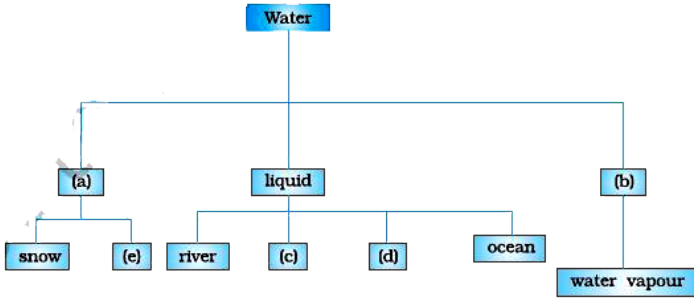 Water
(a)
liquid
(b)
snow
(e)
river
(c)
(d)
ocean
water vapour